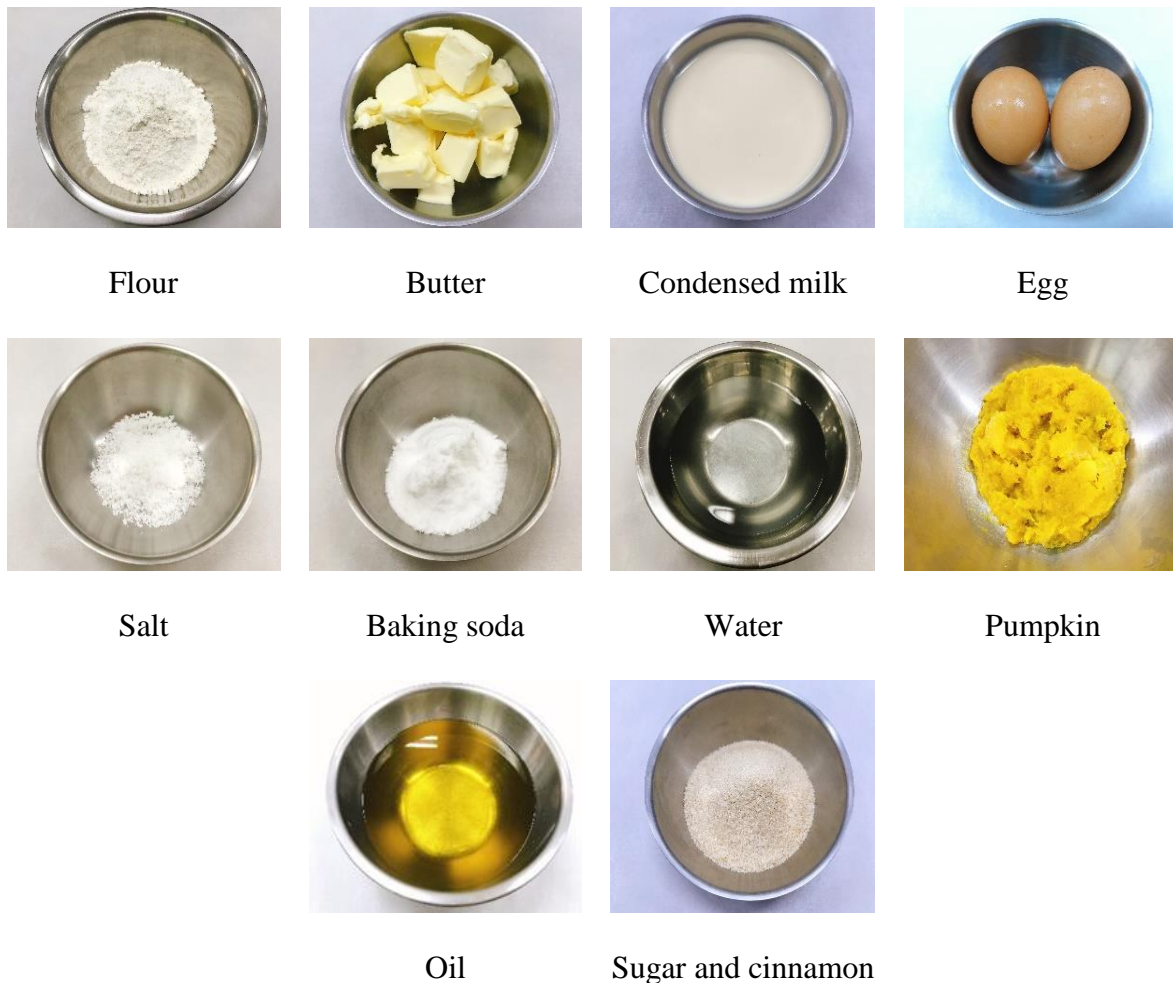 Flour
Butter
Condensed milk
Egg
Salt
Baking soda
Water
Pumpkin
Oil
Sugar and cinnamon